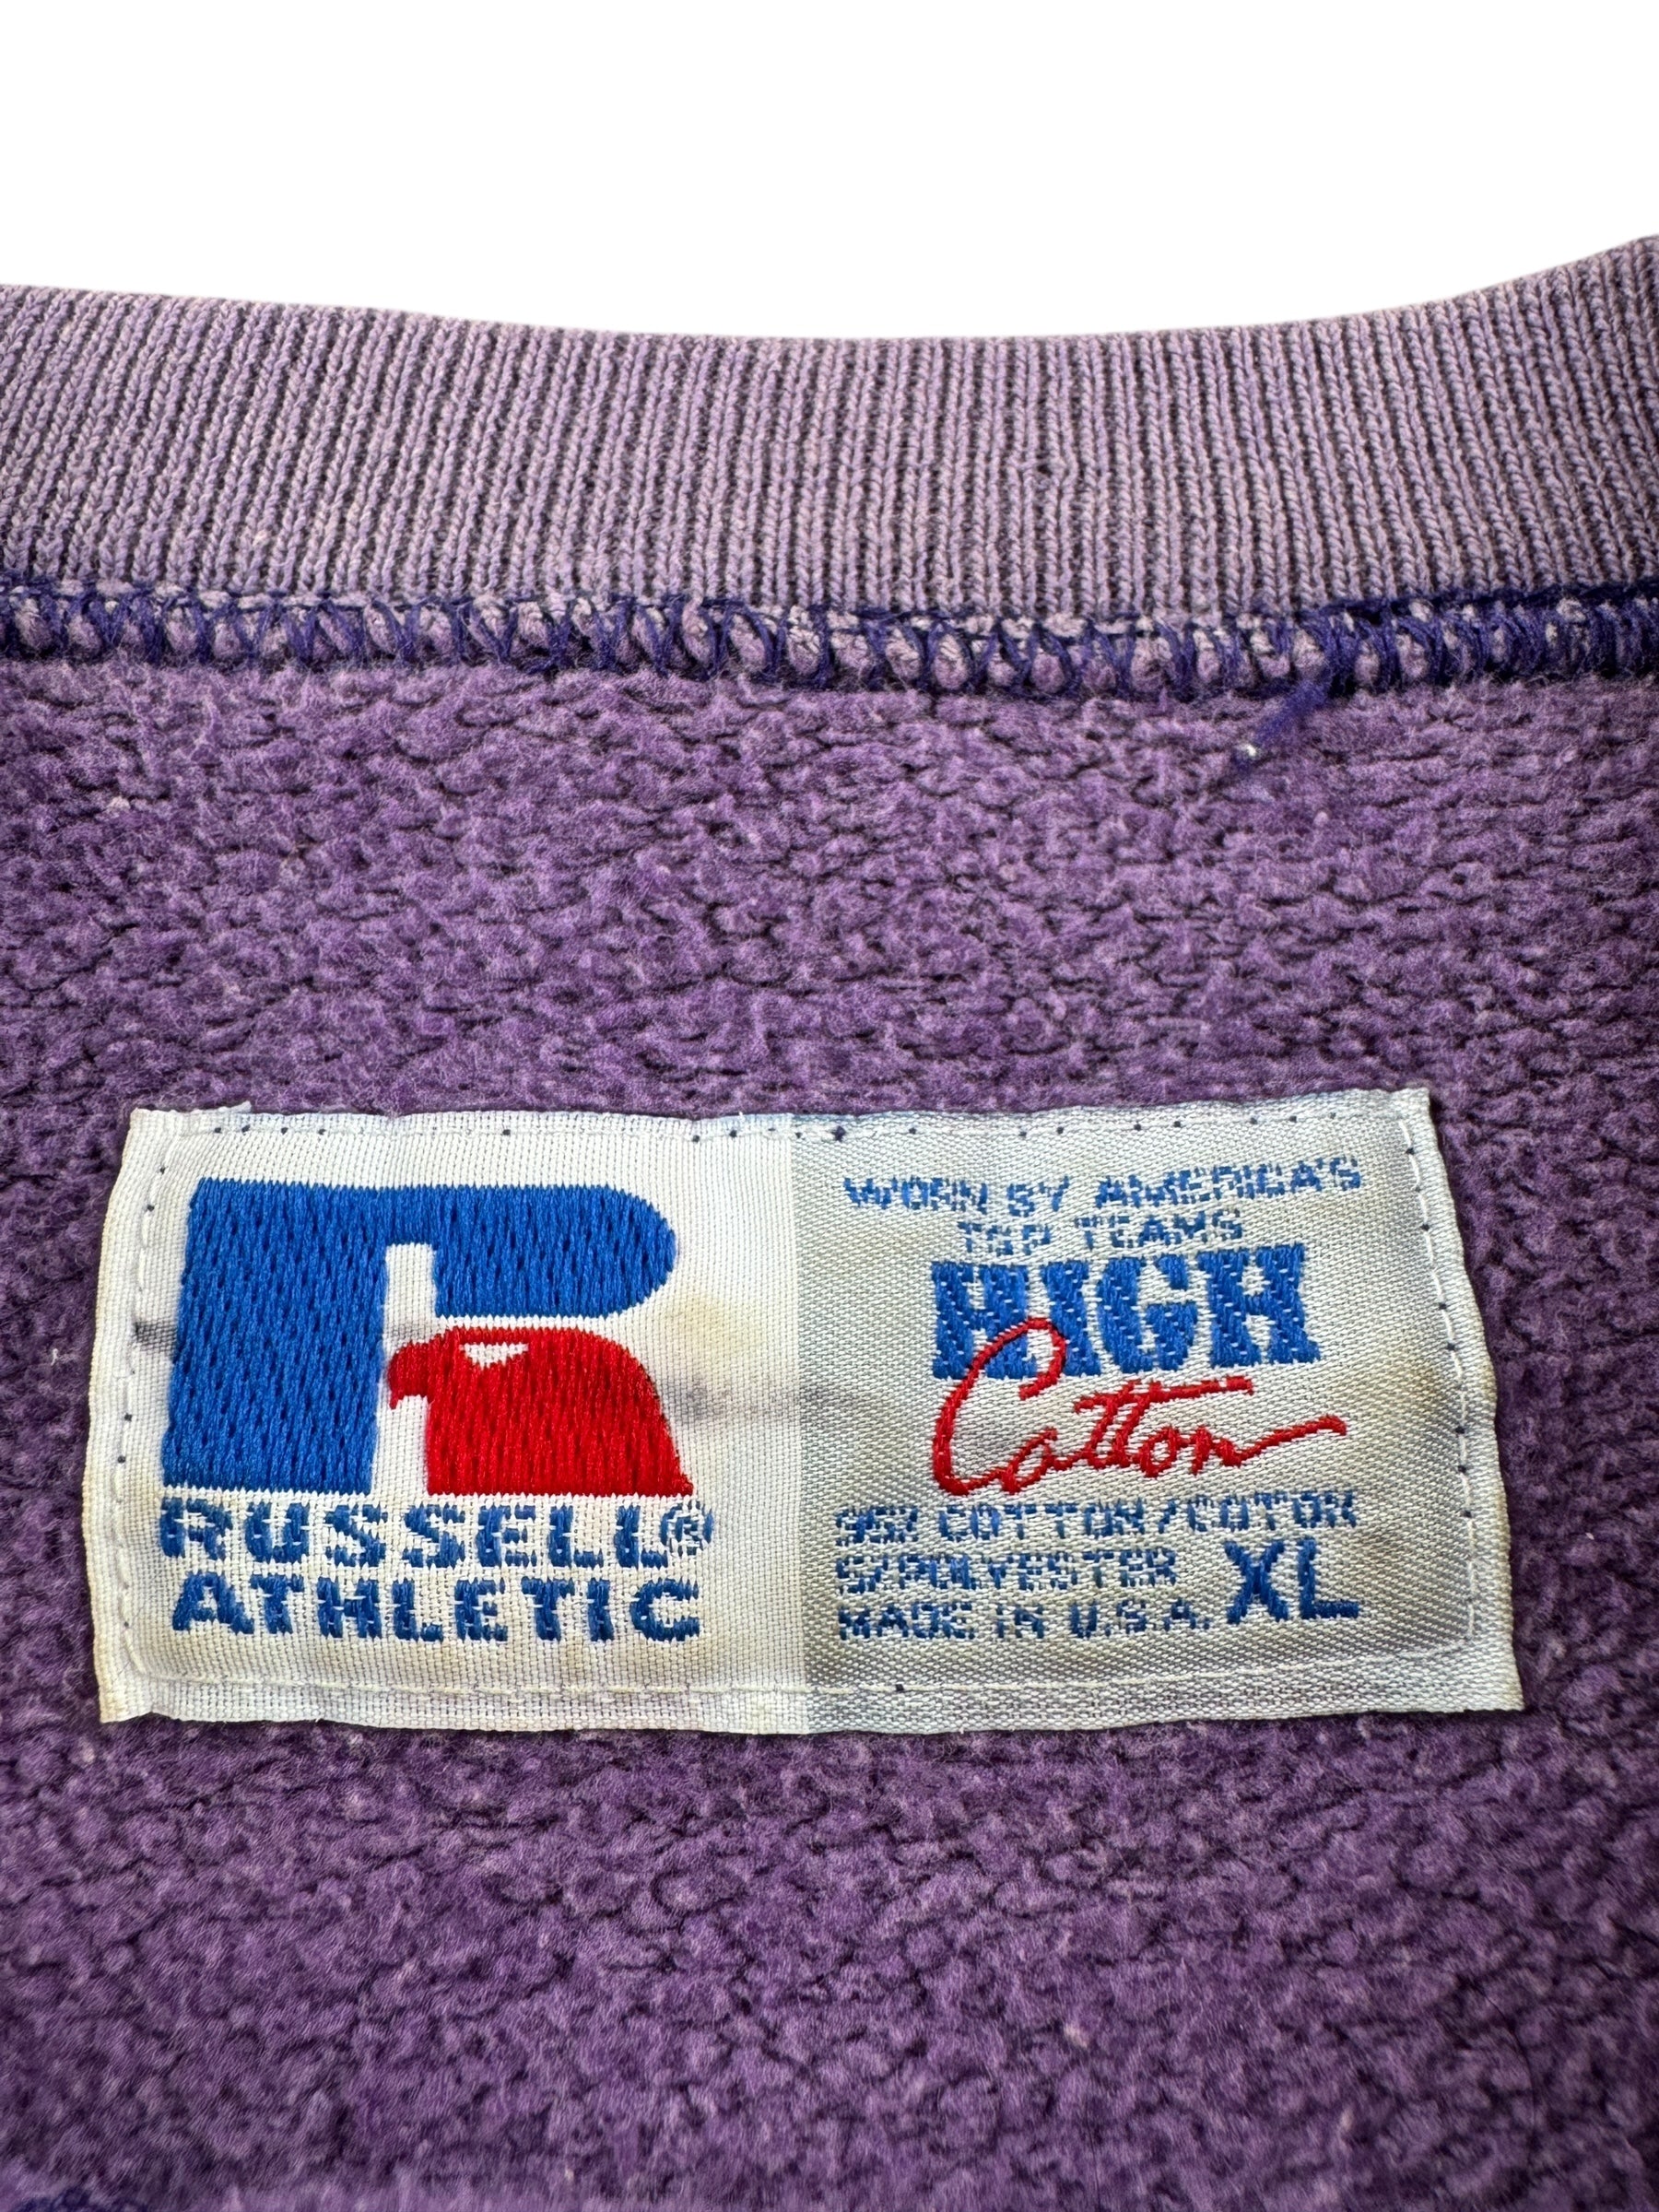 RUSSELL®
ATHLETIC
WORN BY AMERICA'S
TOP TEAMS
HIGH
Cotton
95% COTTON/COTON
5%POLYESTER
MADE IN U.S.A. XL